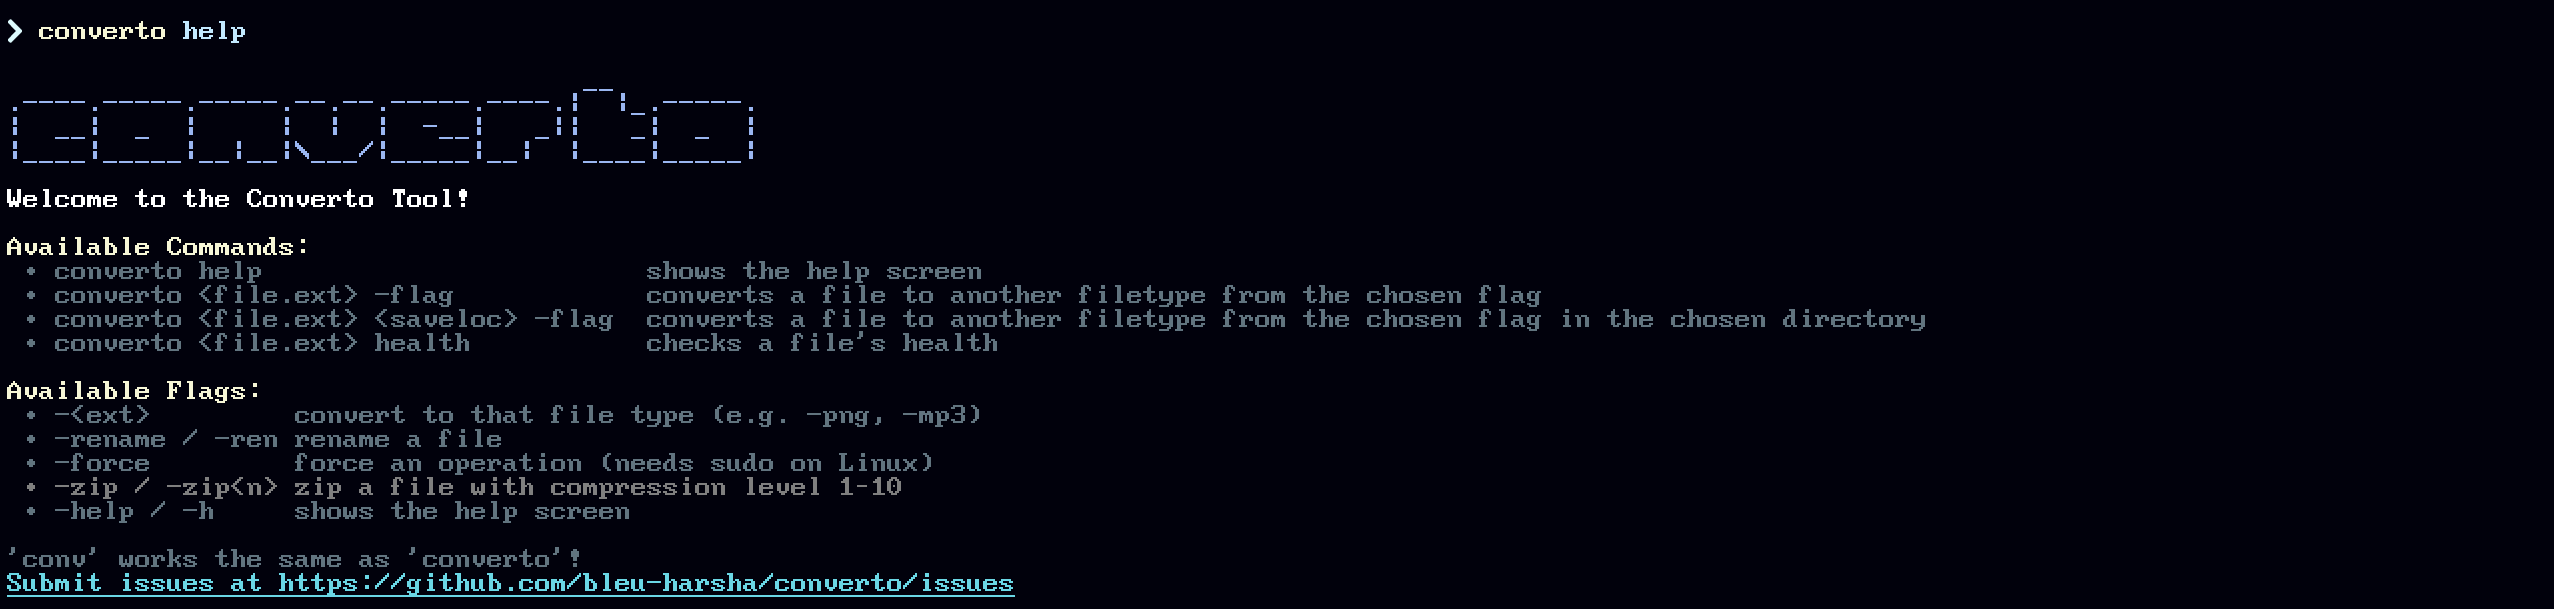 ❯ converto help
converto
Welcome to the Converto Tool!
Available Commands:
• converto help shows the help screen
• converto <file.ext> -flag converts a file to another filetype from the chosen flag
• converto <file.ext> <saveloc> -flag converts a file to another filetype from the chosen flag in the chosen directory
• converto <file.ext> health checks a file's health
Available Flags:
• -<ext> convert to that file type (e.g. -png, -mp3)
• -rename / -ren rename a file
• -force force an operation (needs sudo on Linux)
• -zip / -zip<n> zip a file with compression level 1-10
• -help / -h shows the help screen
'conv' works the same as 'converto'!
Submit issues at https://github.com/bleu-harsha/converto/issues